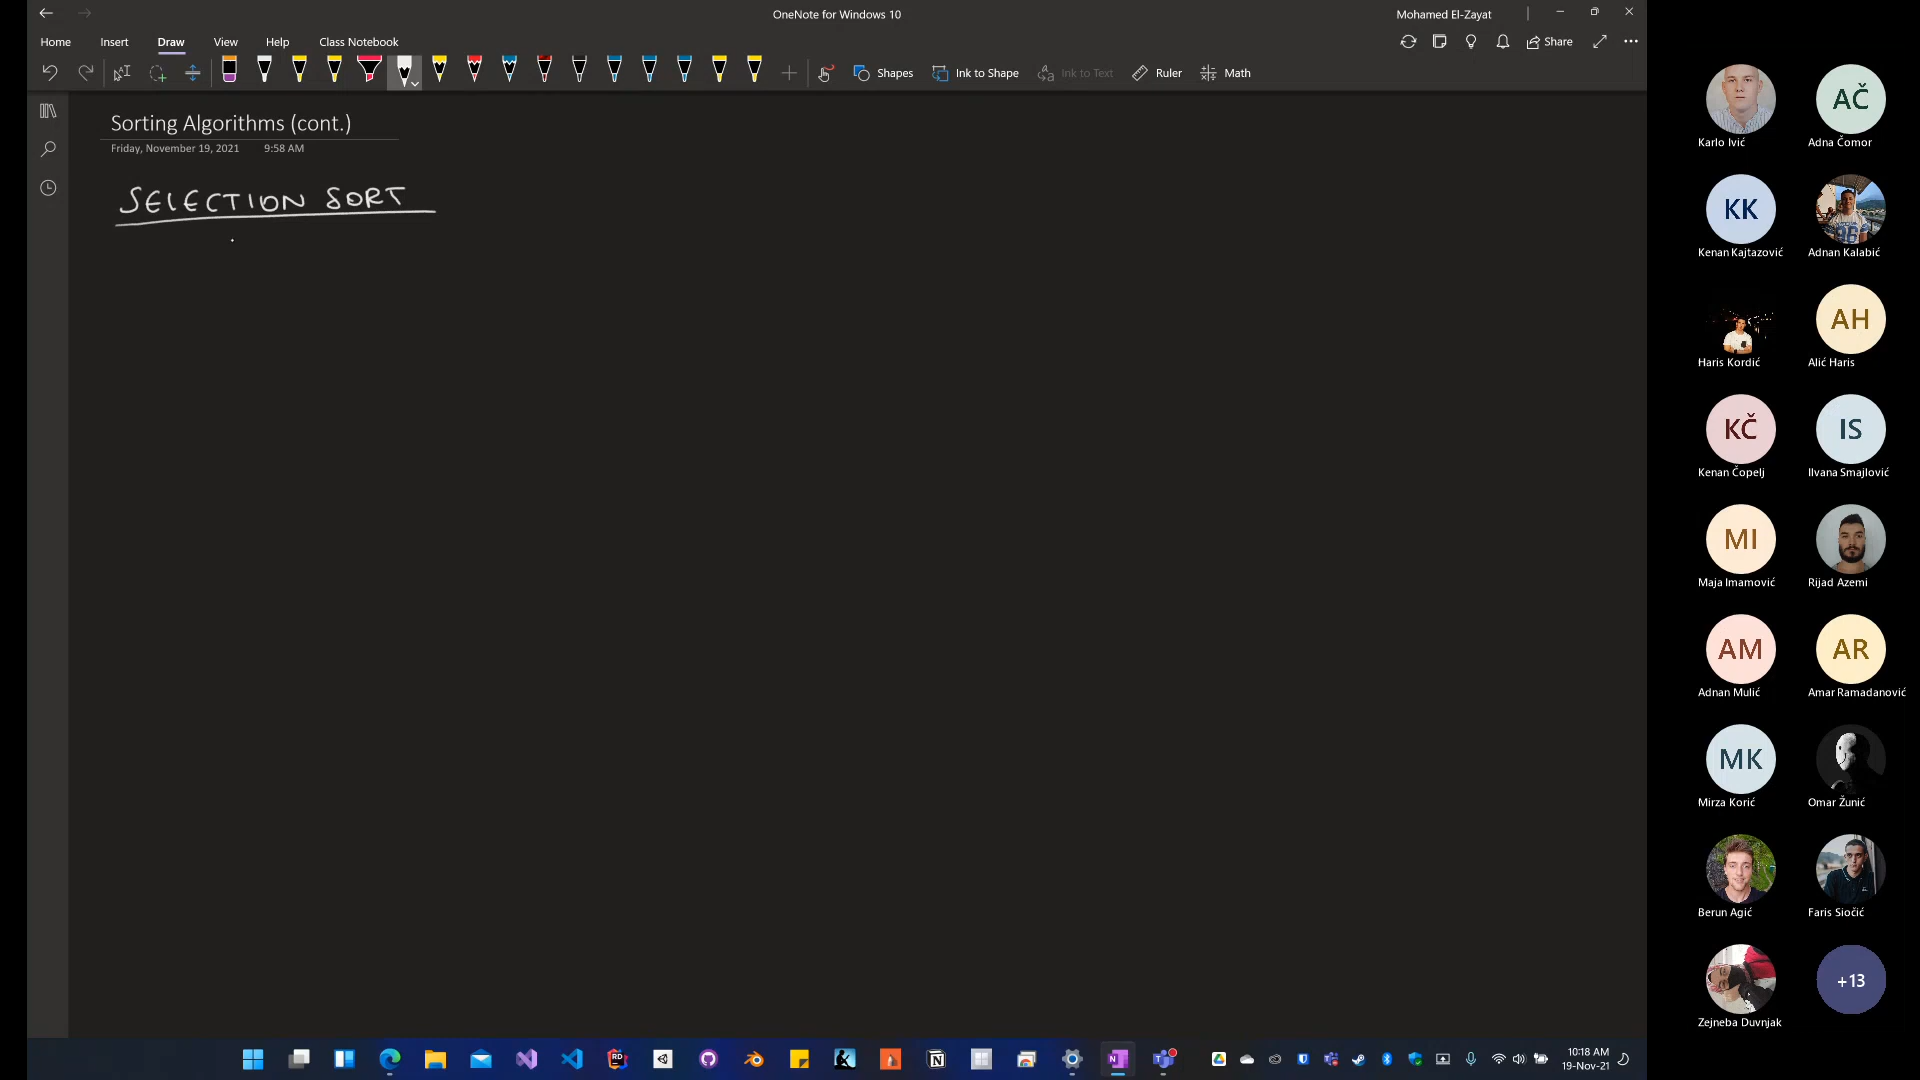 OneNote for Windows 10
Mohamed El-Zayat
Home Insert Draw View Help Class Notebook
Share
Shapes Ink to Shape Ink to Text Ruler Math
Sorting Algorithms (cont.)
Friday, November 19, 2021 9:58 AM
SELECTION SORT
AČ
Karlo Ivić Adna Čomor
KK
Kenan Kajtazović Adnan Kalabić
AH
Haris Kordić Alić Haris
KČ IS
Kenan Čopelj Ilvana Smajlović
MI
Maja Imamović Rijad Azemi
AM AR
Adnan Mulić Amar Ramadanović
MK
Mirza Korić Omar Žunić
Berun Agić Faris Siočić
+13
Zejneba Duvnjak
RD
10:18 AM
19-Nov-21